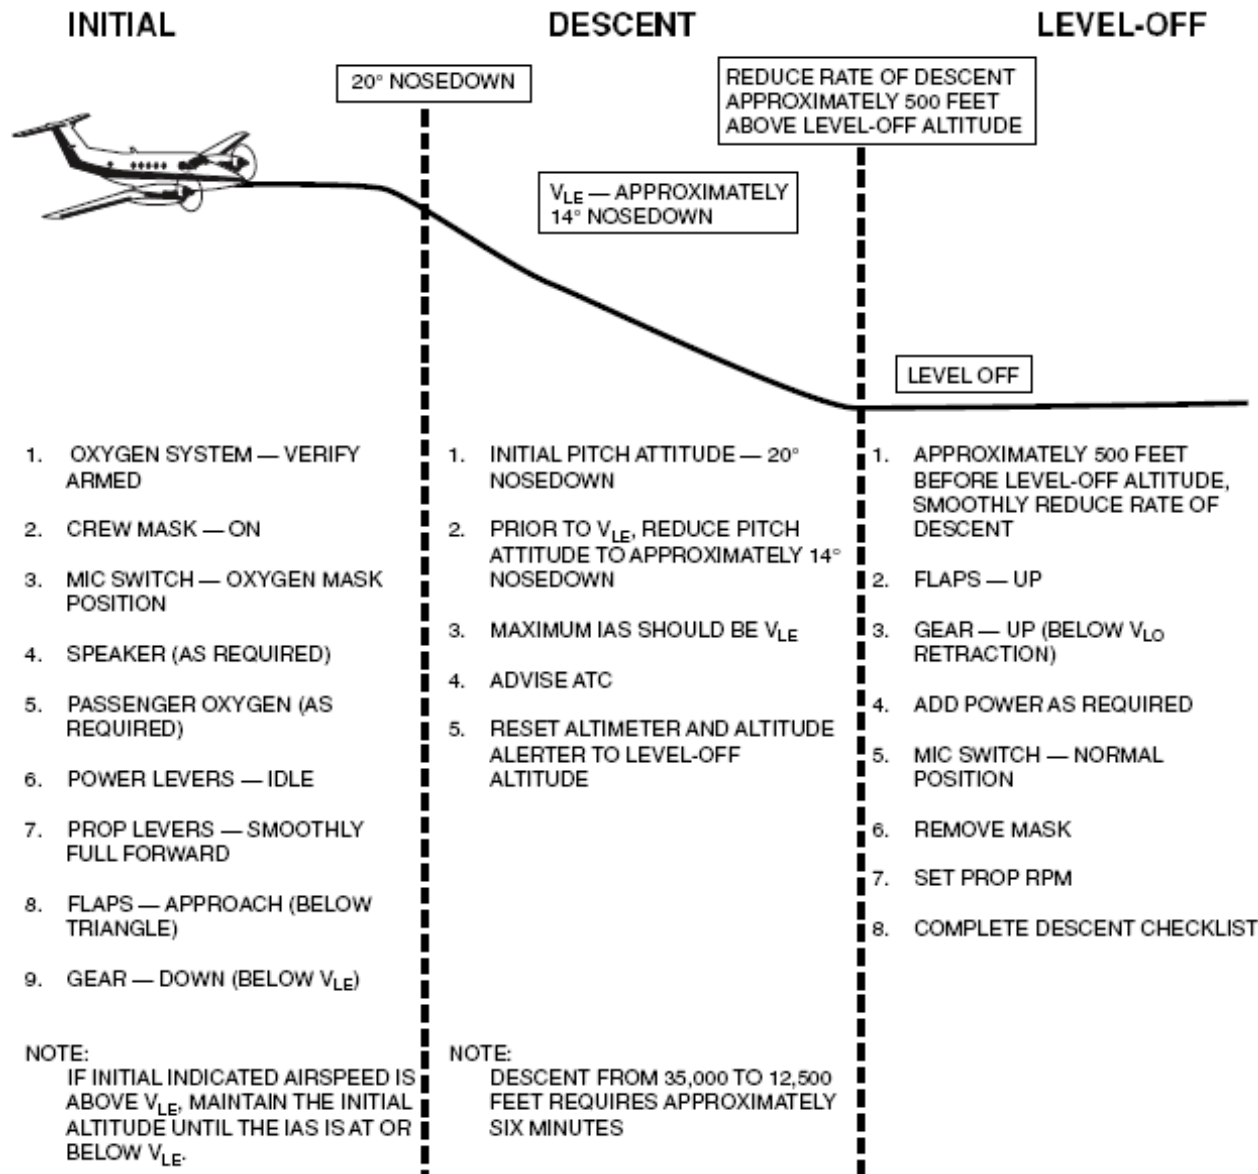 INITIAL
DESCENT
LEVEL-OFF
20° NOSEDOWN
REDUCE RATE OF DESCENT
APPROXIMATELY 500 FEET
ABOVE LEVEL-OFF ALTITUDE
VLE — APPROXIMATELY
14° NOSEDOWN
LEVEL OFF
1. OXYGEN SYSTEM — VERIFY
ARMED
2. CREW MASK — ON
3. MIC SWITCH — OXYGEN MASK
POSITION
4. SPEAKER (AS REQUIRED)
5. PASSENGER OXYGEN (AS
REQUIRED)
6. POWER LEVERS — IDLE
7. PROP LEVERS — SMOOTHLY
FULL FORWARD
8. FLAPS — APPROACH (BELOW
TRIANGLE)
9. GEAR — DOWN (BELOW VLE)
NOTE:
IF INITIAL INDICATED AIRSPEED IS
ABOVE VLE, MAINTAIN THE INITIAL
ALTITUDE UNTIL THE IAS IS AT OR
BELOW VLE.
1. INITIAL PITCH ATTITUDE — 20°
NOSEDOWN
2. PRIOR TO VLE, REDUCE PITCH
ATTITUDE TO APPROXIMATELY 14°
NOSEDOWN
3. MAXIMUM IAS SHOULD BE VLE
4. ADVISE ATC
5. RESET ALTIMETER AND ALTITUDE
ALERTER TO LEVEL-OFF
ALTITUDE
NOTE:
DESCENT FROM 35,000 TO 12,500
FEET REQUIRES APPROXIMATELY
SIX MINUTES
1. APPROXIMATELY 500 FEET
BEFORE LEVEL-OFF ALTITUDE,
SMOOTHLY REDUCE RATE OF
DESCENT
2. FLAPS — UP
3. GEAR — UP (BELOW VLO
RETRACTION)
4. ADD POWER AS REQUIRED
5. MIC SWITCH — NORMAL
POSITION
6. REMOVE MASK
7. SET PROP RPM
8. COMPLETE DESCENT CHECKLIST